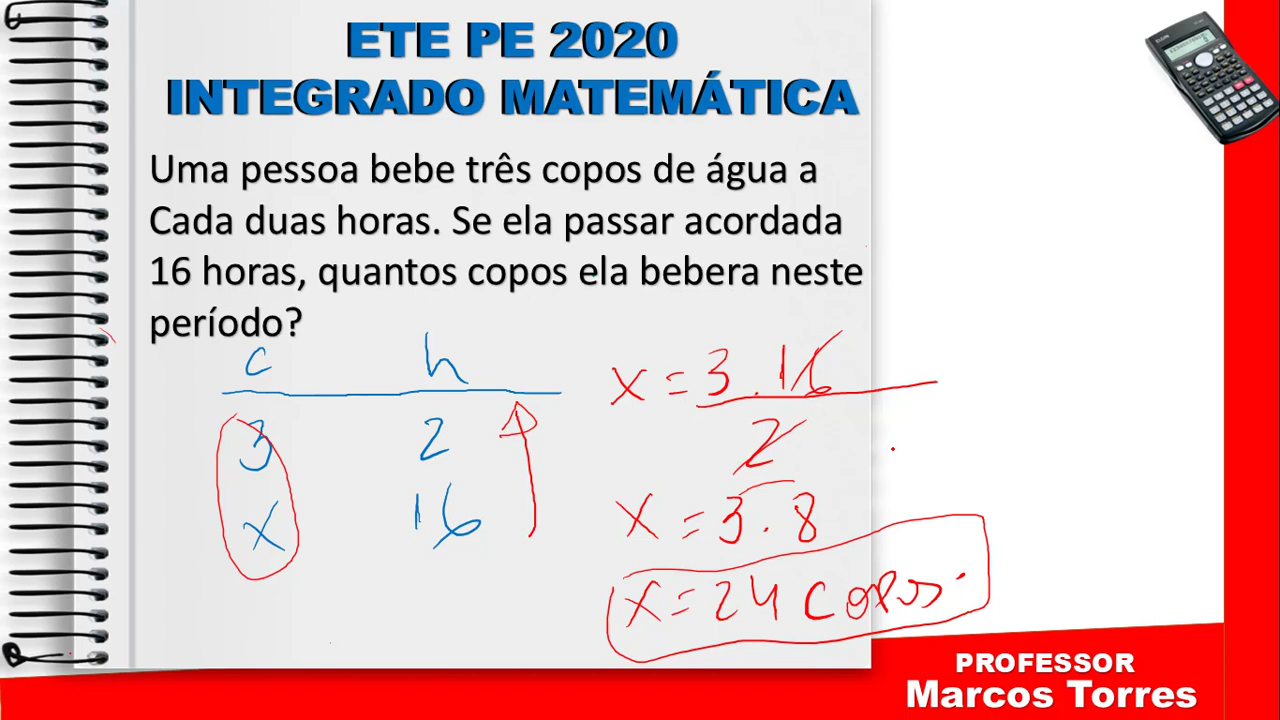 ETE PE 2020
INTEGRADO MATEMÁTICA
Uma pessoa bebe três copos de água a
Cada duas horas. Se ela passar acordada
16 horas, quantos copos ela bebera neste
período?
c h
3 2
x 16
x = 3.16
2
x = 3.8
x = 24 copos.
PROFESSOR
Marcos Torres